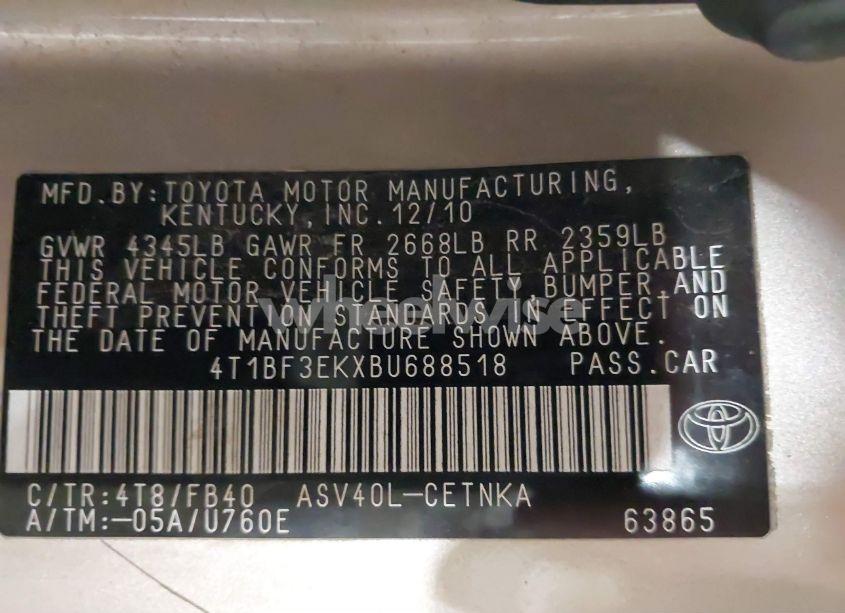 MFD.BY:TOYOTA MOTOR MANUFACTURING,
KENTUCKY,INC.12/10
GVWR 4345LB GAWR FR 2668LB RR 2359LB
THIS VEHICLE CONFORMS TO ALL APPLICABLE
FEDERAL MOTOR VEHICLE SAFETY BUMPER,AND
THEFT PREVENTION STANDARDS IN EFFECT ON
THE DATE OF MANUFACTURE SHOWN ABOVE.
wheelwise
4T1BF3EKXBU688518 PASS.CAR
C/TR:4T8/FB40 ASV40L-CETNKA
A/TM:-05A/U760E 63865